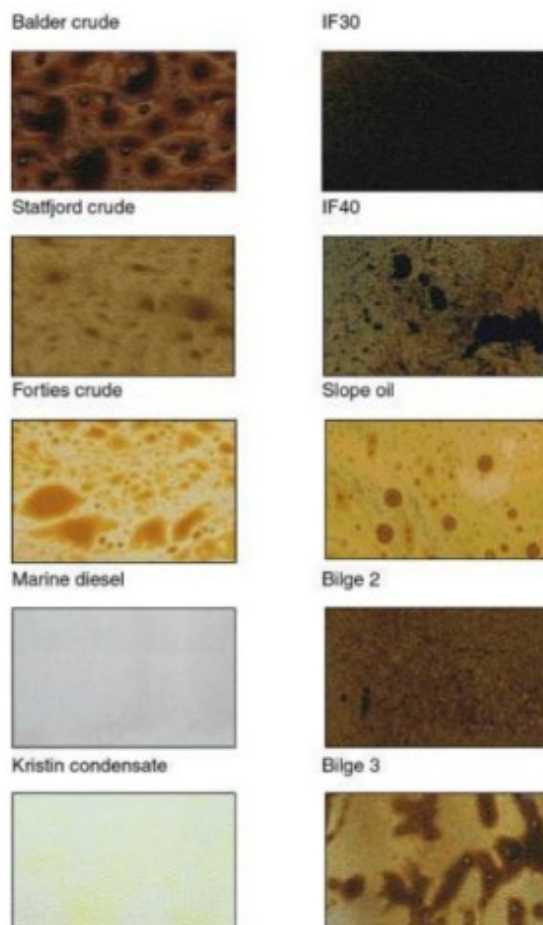 Balder crude
IF30
Statfjord crude
IF40
Forties crude
Slope oil
Marine diesel
Bilge 2
Kristin condensate
Bilge 3